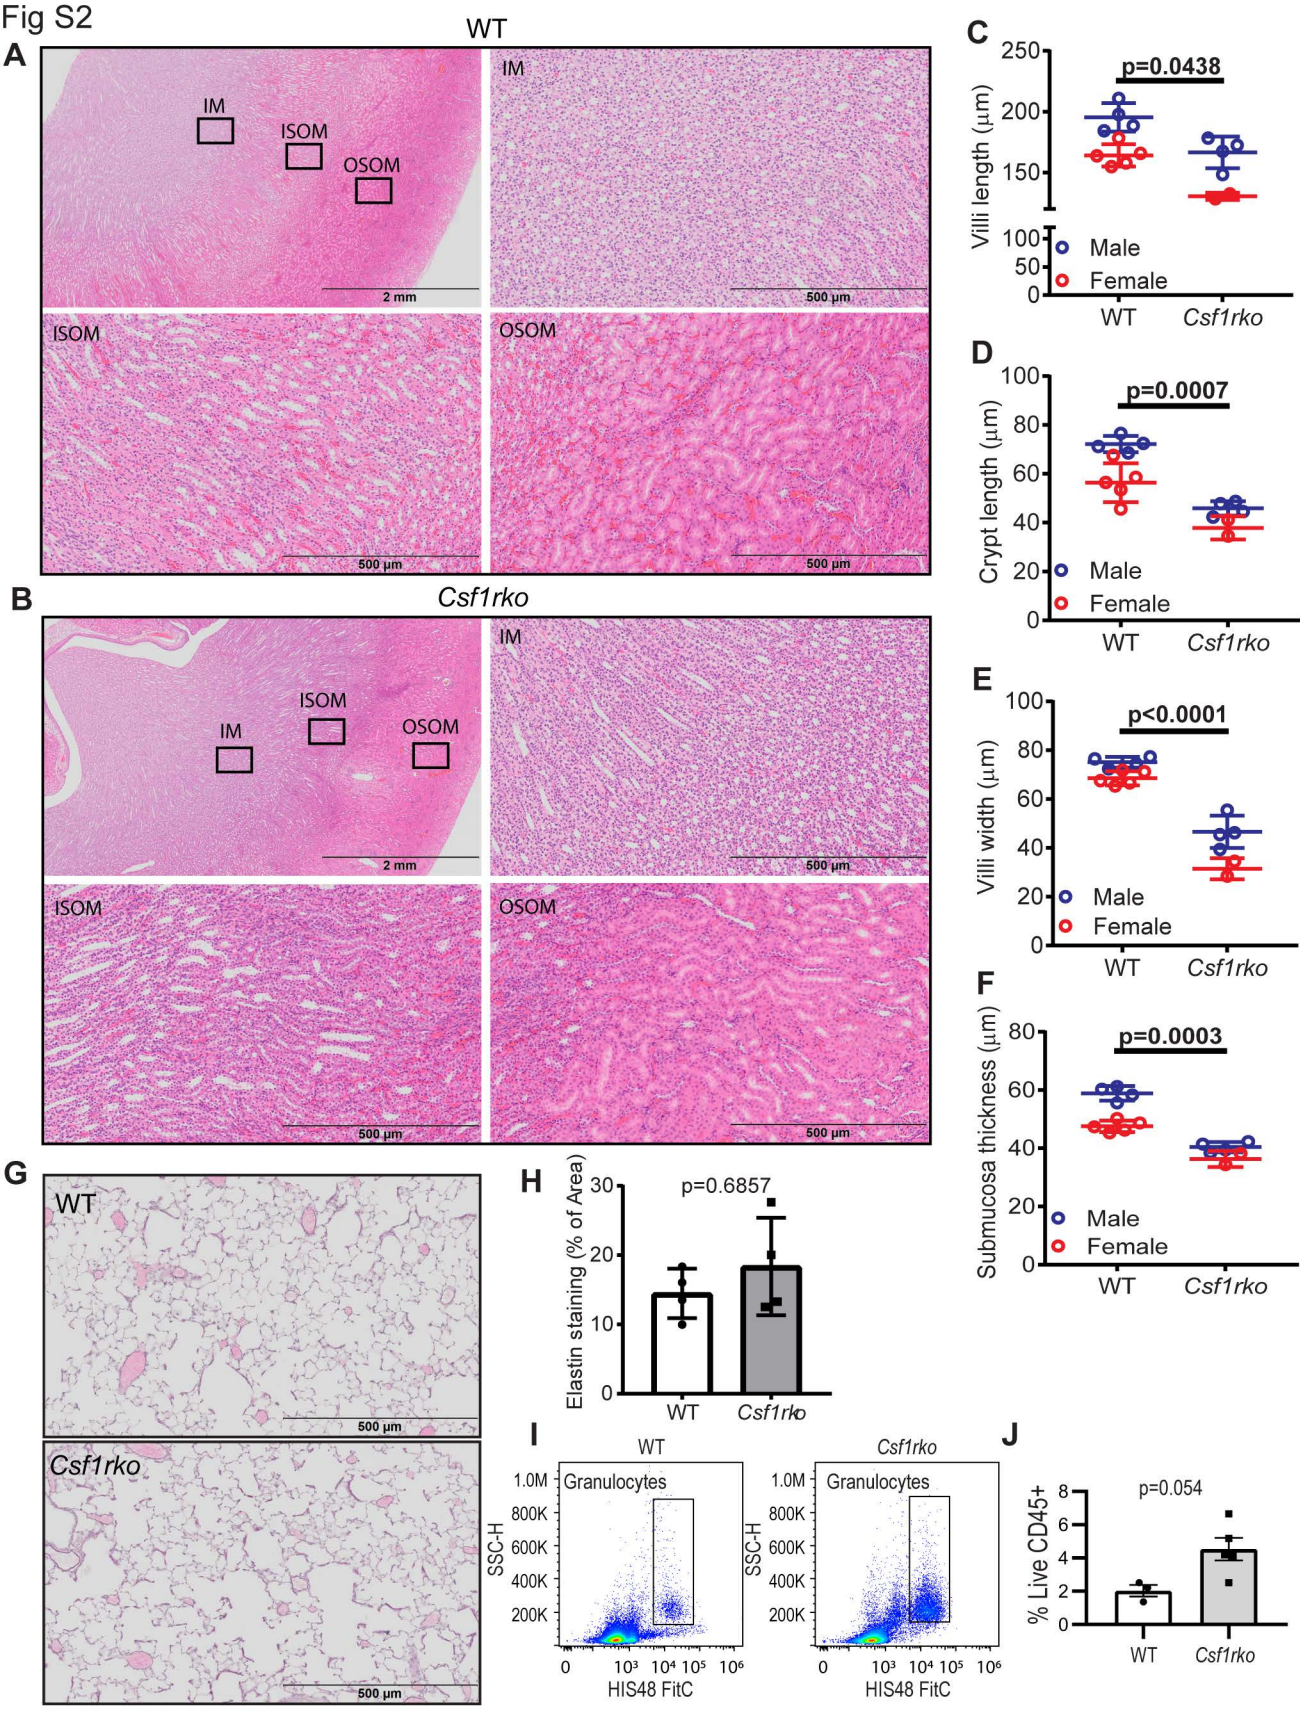 Fig S2
WT
A
IM
ISOM
OSOM
2 mm
IM
500 µm
ISOM
500 µm
OSOM
500 µm
B
Csf1rko
IM
ISOM
OSOM
2 mm
IM
500 µm
ISOM
500 µm
OSOM
500 µm
C
Villi length (µm)
250
200
150
100
50
0
p=0.0438
Male
Female
WT
Csf1rko
D
Crypt length (µm)
100
80
60
40
20
0
p=0.0007
Male
Female
WT
Csf1rko
E
Villi width (µm)
100
80
60
40
20
0
p<0.0001
Male
Female
WT
Csf1rko
F
Submucosa thickness (µm)
80
60
40
20
0
p=0.0003
Male
Female
WT
Csf1rko
G
WT
500 µm
Csf1rko
500 µm
H
Elastin staining (% of Area)
30
20
10
0
p=0.6857
WT
Csf1rko
I
WT
Granulocytes
SSC-H
1.0M
800K
600K
400K
200K
0
10³
10⁴
10⁵
10⁶
HIS48 FitC
Csf1rko
Granulocytes
SSC-H
1.0M
800K
600K
400K
200K
0
10³
10⁴
10⁵
10⁶
HIS48 FitC
J
% Live CD45+
8
6
4
2
0
p=0.054
WT
Csf1rko